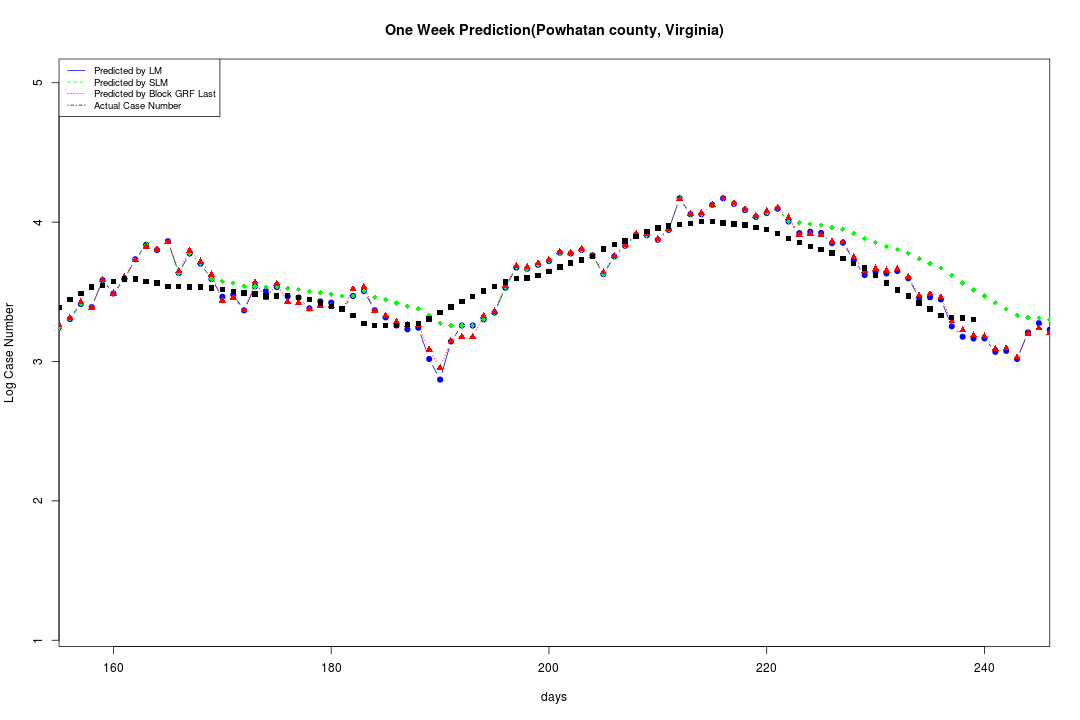 One Week Prediction(Powhatan county, Virginia)
Predicted by LM
Predicted by SLM
Predicted by Block GRF Last
Actual Case Number
5
4
3
2
1
Log Case Number
160 180 200 220 240
days